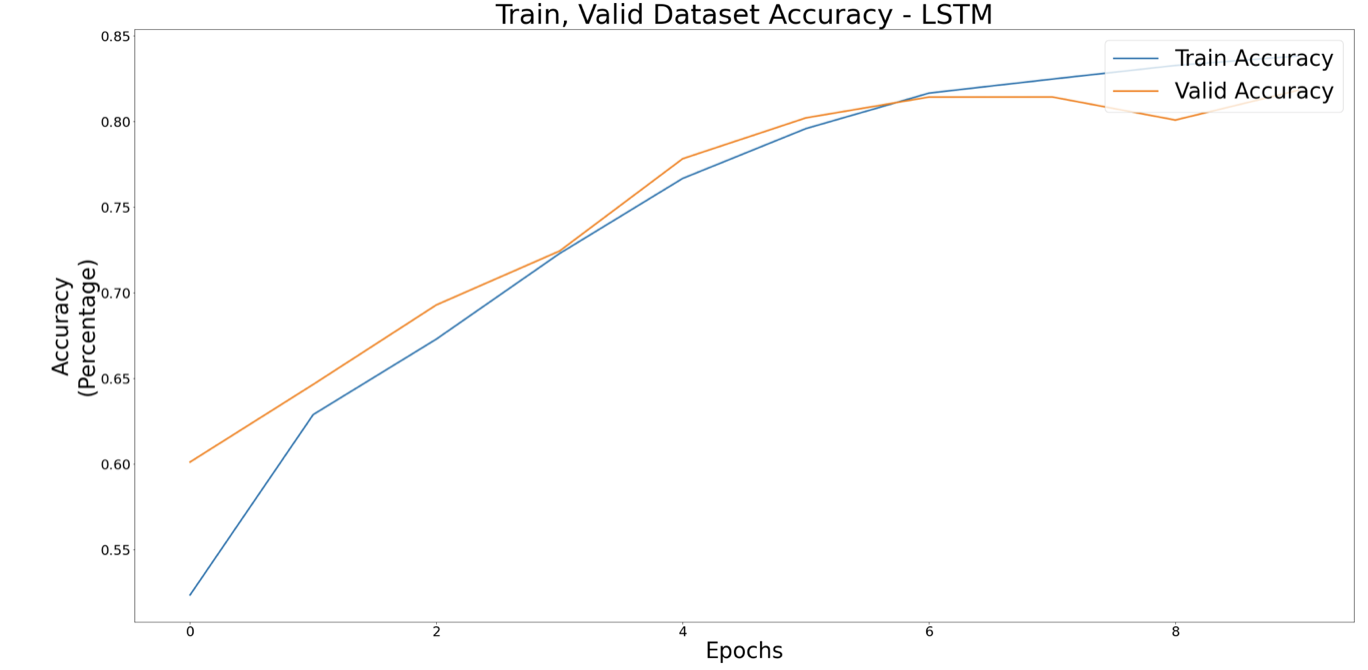 Train, Valid Dataset Accuracy - LSTM
0.85
0.80
0.75
0.70
0.65
0.60
0.55
Accuracy
(Percentage)
Train Accuracy
Valid Accuracy
0 2 4 6 8
Epochs